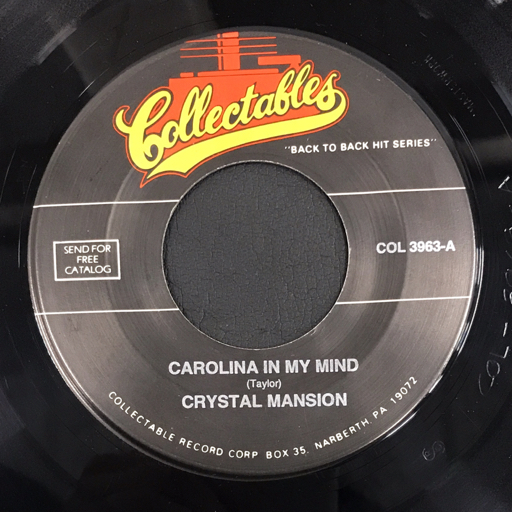 Collectables
"BACK TO BACK HIT SERIES"
SEND FOR
FREE
CATALOG
COL 3963-A
CAROLINA IN MY MIND
(Taylor)
CRYSTAL MANSION
COLLECTABLE RECORD CORP BOX 35, NARBERTH, PA 19072